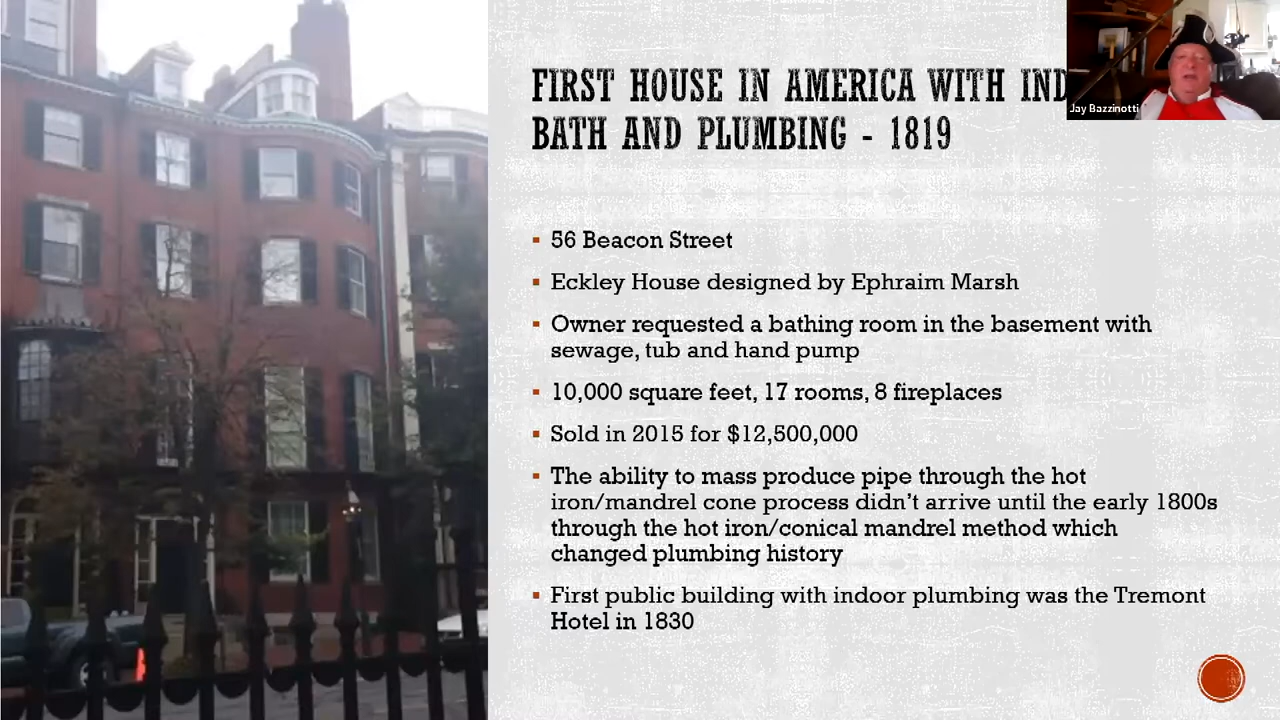 FIRST HOUSE IN AMERICA WITH IND
BATH AND PLUMBING - 1819
Jay Bazzinotti
▪ 56 Beacon Street
▪ Eckley House designed by Ephraim Marsh
▪ Owner requested a bathing room in the basement with
sewage, tub and hand pump
▪ 10,000 square feet, 17 rooms, 8 fireplaces
▪ Sold in 2015 for $12,500,000
▪ The ability to mass produce pipe through the hot
iron/mandrel cone process didn't arrive until the early 1800s
through the hot iron/conical mandrel method which
changed plumbing history
▪ First public building with indoor plumbing was the Tremont
Hotel in 1830